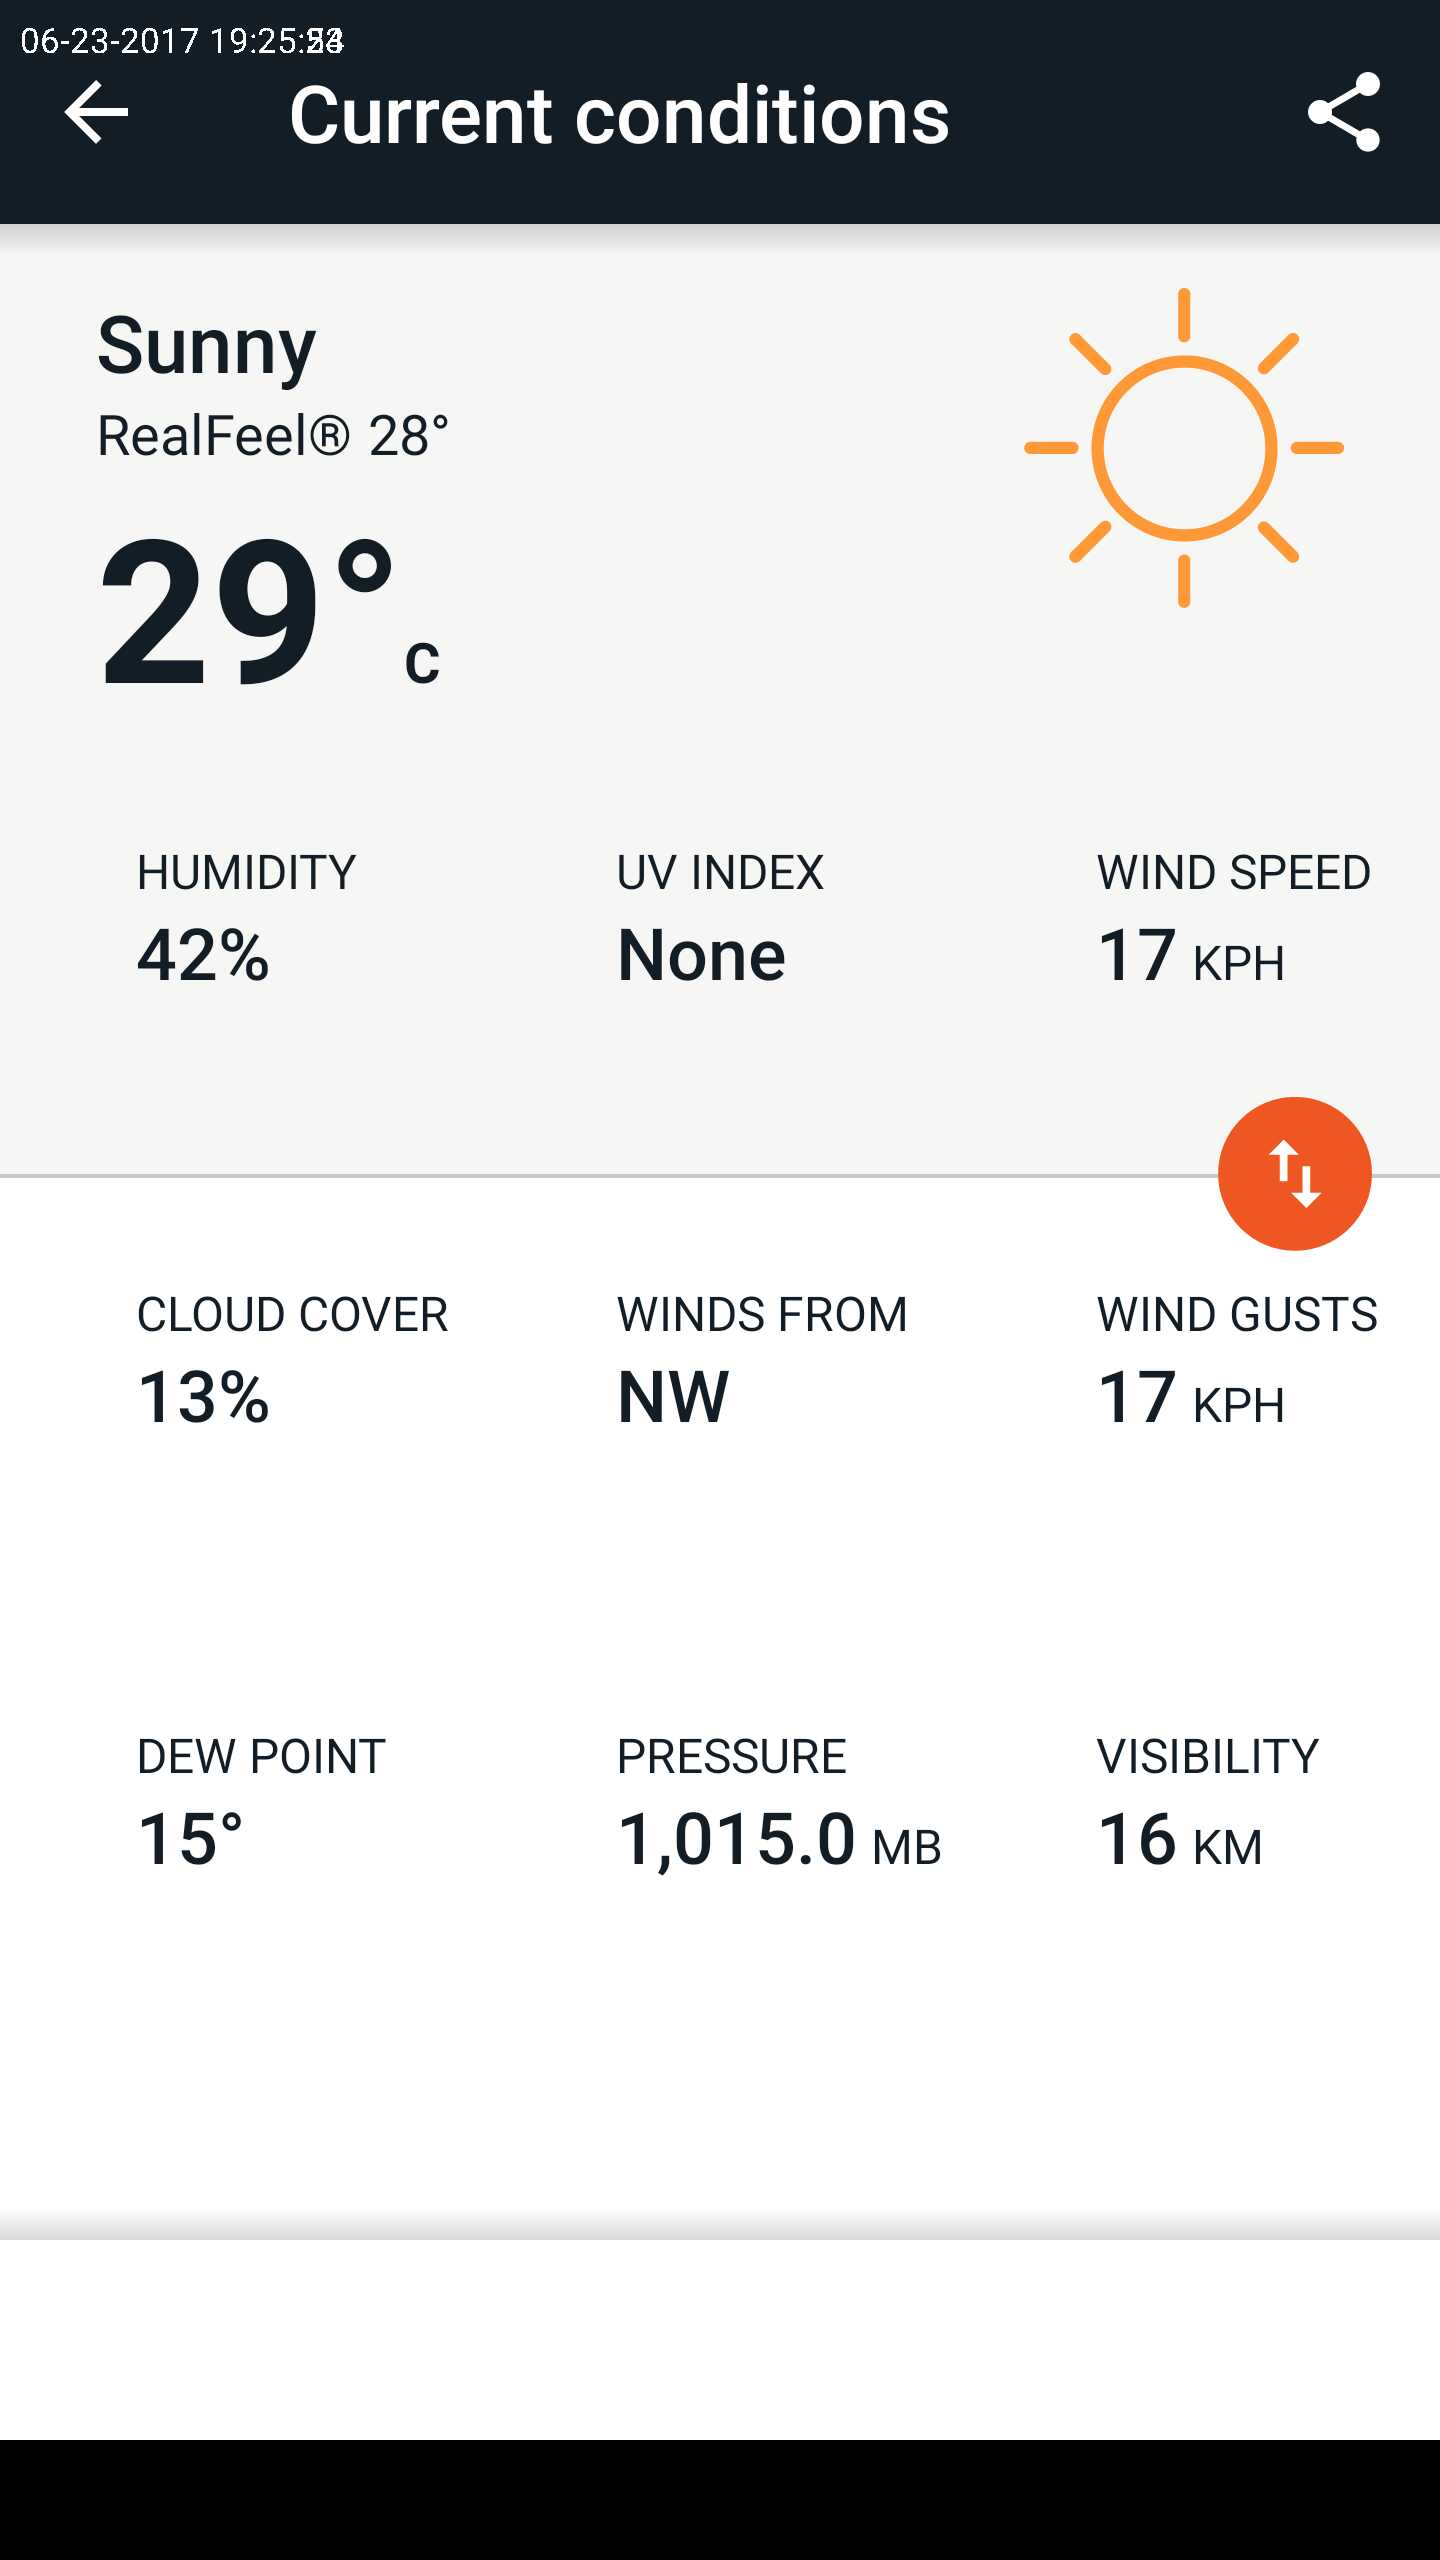 06-23-2017 19:25:
Current conditions
Sunny
RealFeel® 28°
29° C
HUMIDITY UV INDEX WIND SPEED
42% None 17 KPH
CLOUD COVER WINDS FROM WIND GUSTS
13% NW 17 KPH
DEW POINT PRESSURE VISIBILITY
15° 1,015.0 MB 16 KM